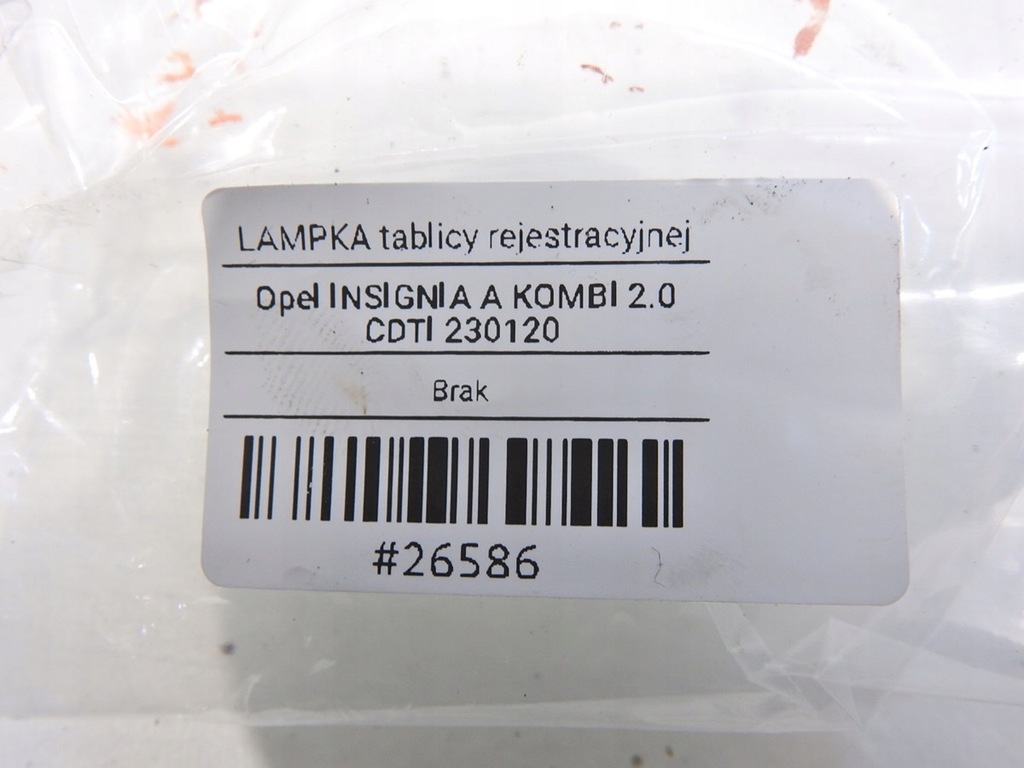 LAMPKA tablicy rejestracyjnej
Opel INSIGNIA A KOMBI 2.0
CDTI 230120
Brak
#26586